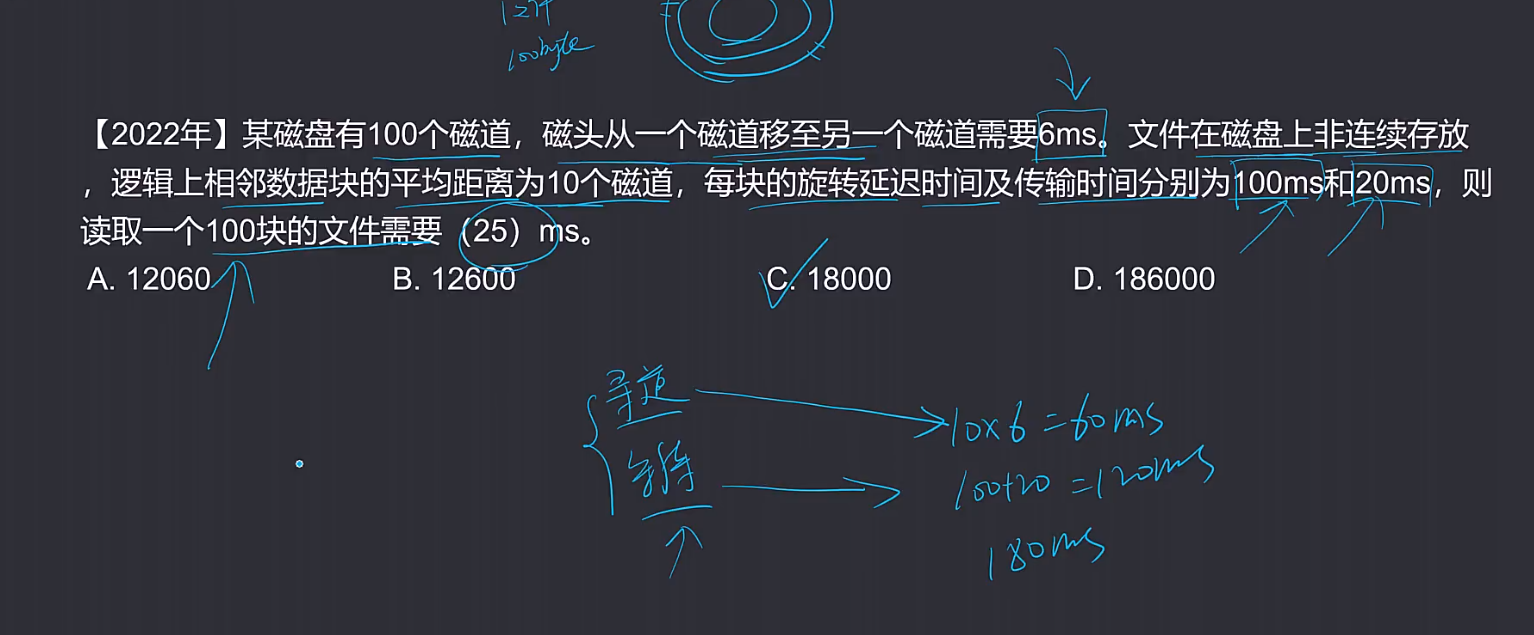 100byte
【2022年】某磁盘有100个磁道，磁头从一个磁道移至另一个磁道需要6ms。文件在磁盘上非连续存放
，逻辑上相邻数据块的平均距离为10个磁道，每块的旋转延迟时间及传输时间分别为100ms和20ms，则
读取一个100块的文件需要（25）ms。
A. 12060 B. 12600 C. 18000 D. 186000
寻道 10×6=60ms
100+20=120ms
180ms